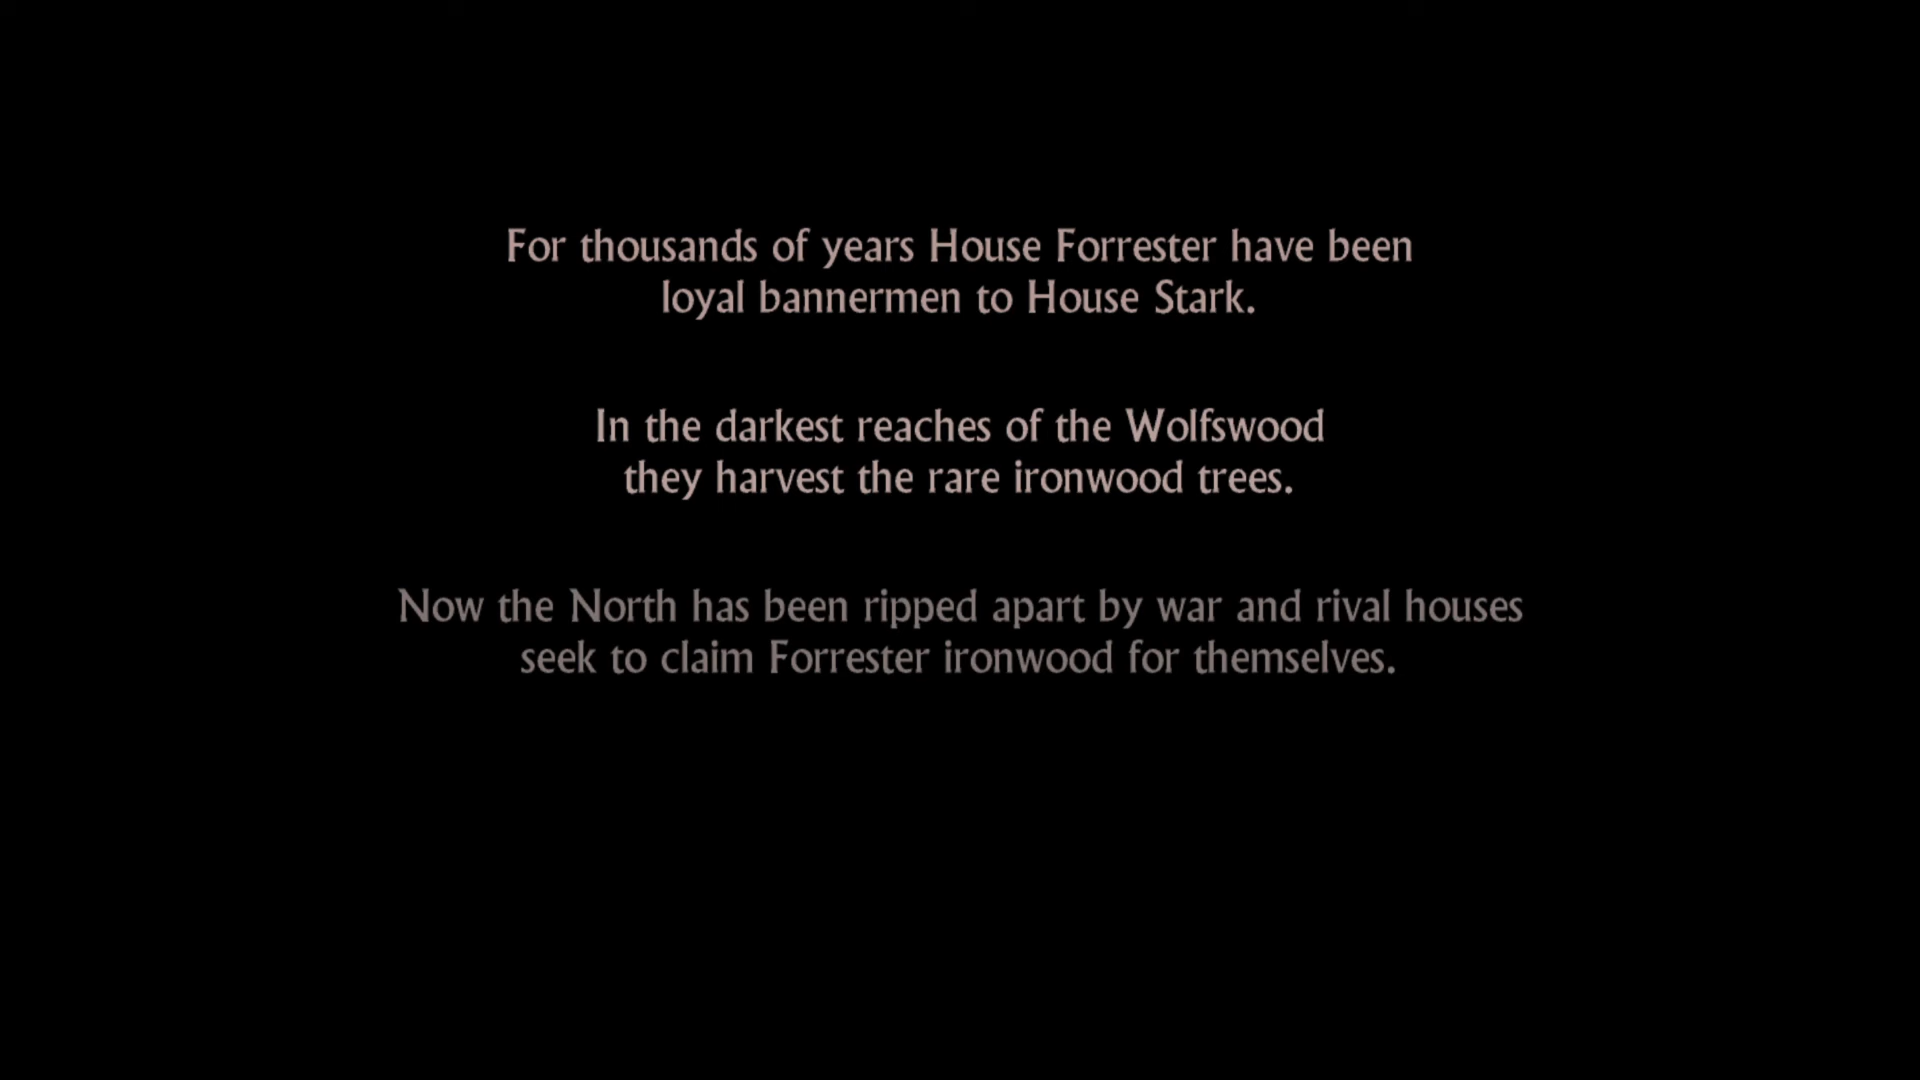 For thousands of years House Forrester have been
loyal bannermen to House Stark.
In the darkest reaches of the Wolfswood
they harvest the rare ironwood trees.
Now the North has been ripped apart by war and rival houses
seek to claim Forrester ironwood for themselves.